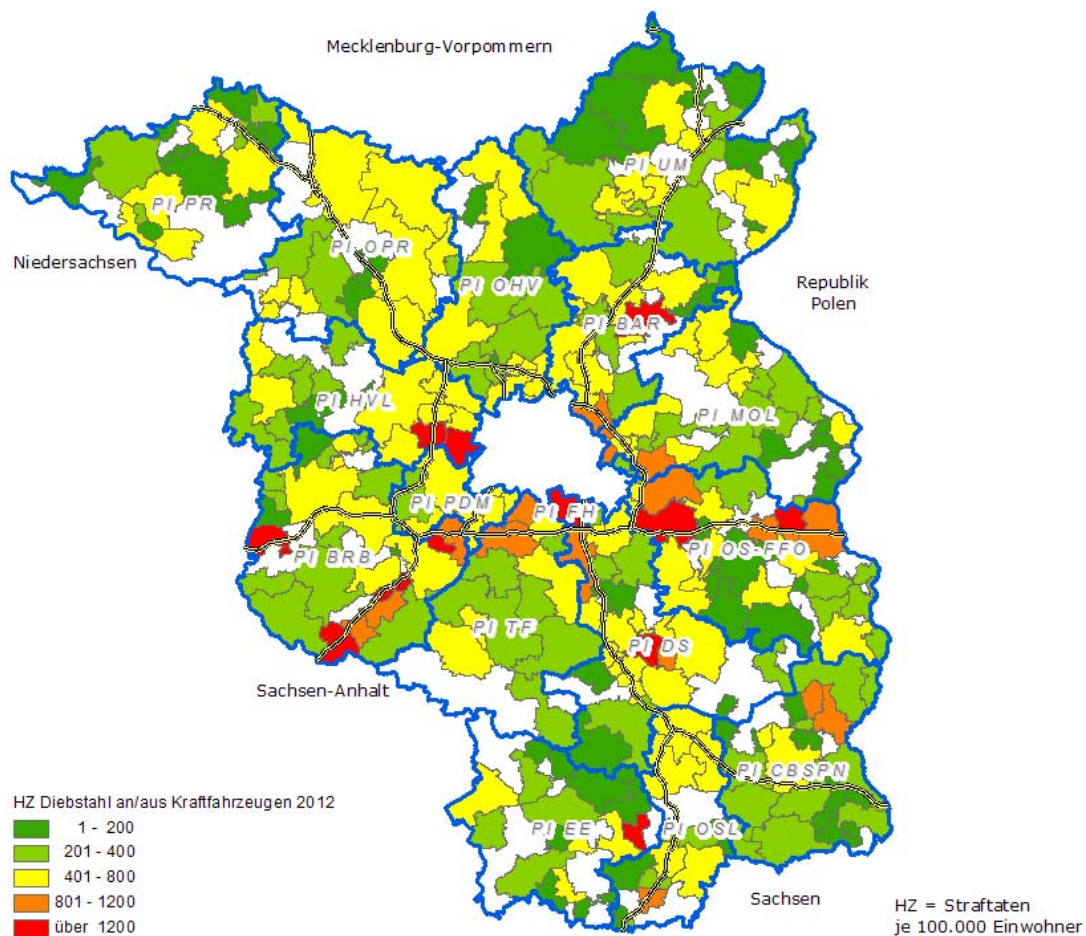 Mecklenburg-Vorpommern
PI UM
PI PR
PI OPR
Niedersachsen
PI OHV
Republik
Polen
PI BAR
PI HVL
PI MOL
PI PDM
PI FH
PI OS-FFO
PI BRB
PI TF
PI DS
Sachsen-Anhalt
PI CBSPN
PI EE
PI OSL
HZ Diebstahl an/aus Kraftfahrzeugen 2012
1 - 200
201 - 400
401 - 800
801 - 1200
über 1200
Sachsen
HZ = Straftaten
je 100.000 Einwohner